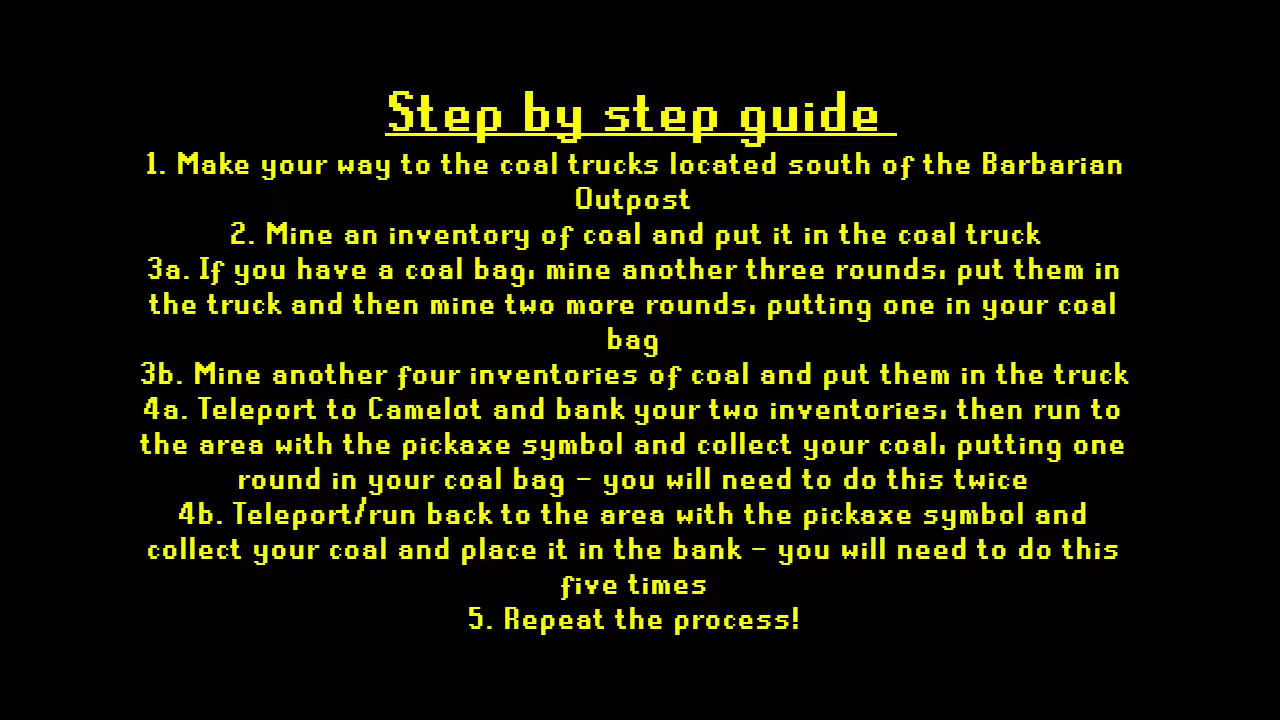 Step by step guide
1. Make your way to the coal trucks located south of the Barbarian
Outpost
2. Mine an inventory of coal and put it in the coal truck
3a. If you have a coal bag, mine another three rounds, put them in
the truck and then mine two more rounds, putting one in your coal
bag
3b. Mine another four inventories of coal and put them in the truck
4a. Teleport to Camelot and bank your two inventories, then run to
the area with the pickaxe symbol and collect your coal, putting one
round in your coal bag - you will need to do this twice
4b. Teleport/run back to the area with the pickaxe symbol and
collect your coal and place it in the bank - you will need to do this
five times
5. Repeat the process!